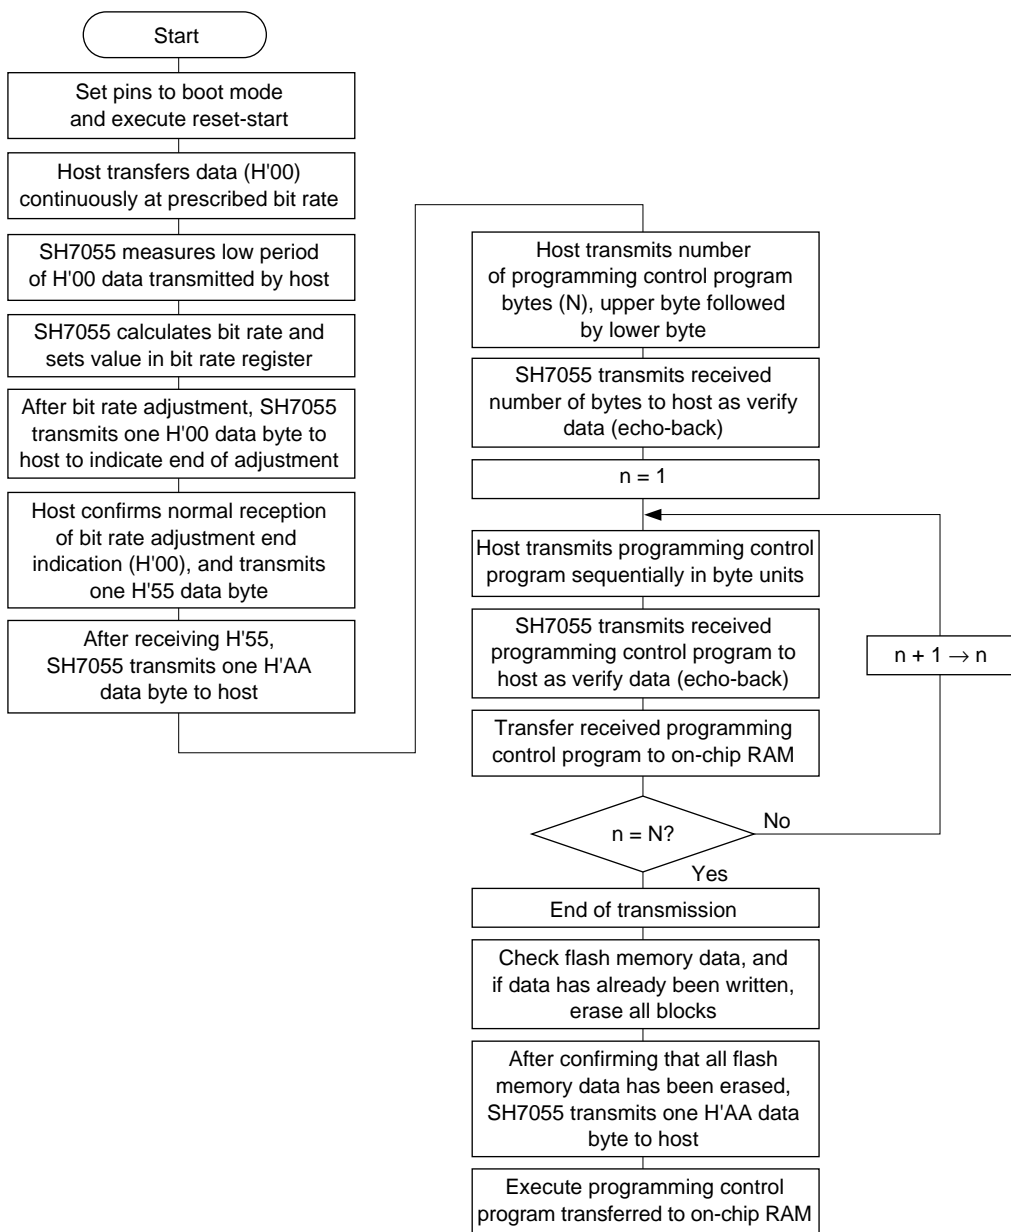 Start
Set pins to boot mode
and execute reset-start
Host transfers data (H'00)
continuously at prescribed bit rate
SH7055 measures low period
of H'00 data transmitted by host
SH7055 calculates bit rate and
sets value in bit rate register
After bit rate adjustment, SH7055
transmits one H'00 data byte to
host to indicate end of adjustment
Host confirms normal reception
of bit rate adjustment end
indication (H'00), and transmits
one H'55 data byte
After receiving H'55,
SH7055 transmits one H'AA
data byte to host
Host transmits number
of programming control program
bytes (N), upper byte followed
by lower byte
SH7055 transmits received
number of bytes to host as verify
data (echo-back)
n = 1
Host transmits programming control
program sequentially in byte units
SH7055 transmits received
programming control program to
host as verify data (echo-back)
n + 1 → n
Transfer received programming
control program to on-chip RAM
n = N?
No
Yes
End of transmission
Check flash memory data, and
if data has already been written,
erase all blocks
After confirming that all flash
memory data has been erased,
SH7055 transmits one H'AA data
byte to host
Execute programming control
program transferred to on-chip RAM